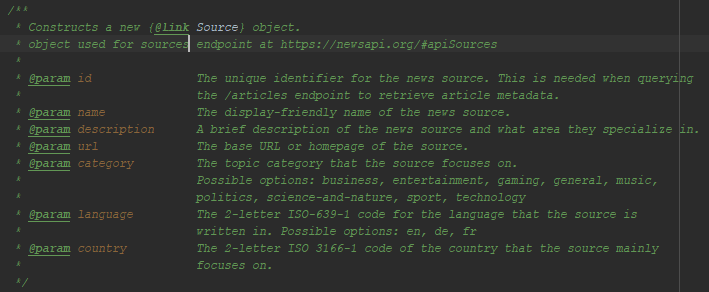 /**
* Constructs a new {@link Source} object.
* object used for sources endpoint at https://newsapi.org/#apiSources
*
* @param id The unique identifier for the news source. This is needed when querying
* the /articles endpoint to retrieve article metadata.
* @param name The display-friendly name of the news source.
* @param description A brief description of the news source and what area they specialize in.
* @param url The base URL or homepage of the source.
* @param category The topic category that the source focuses on.
* Possible options: business, entertainment, gaming, general, music,
* politics, science-and-nature, sport, technology
* @param language The 2-letter ISO-639-1 code for the language that the source is
* written in. Possible options: en, de, fr
* @param country The 2-letter ISO 3166-1 code of the country that the source mainly
* focuses on.
*/